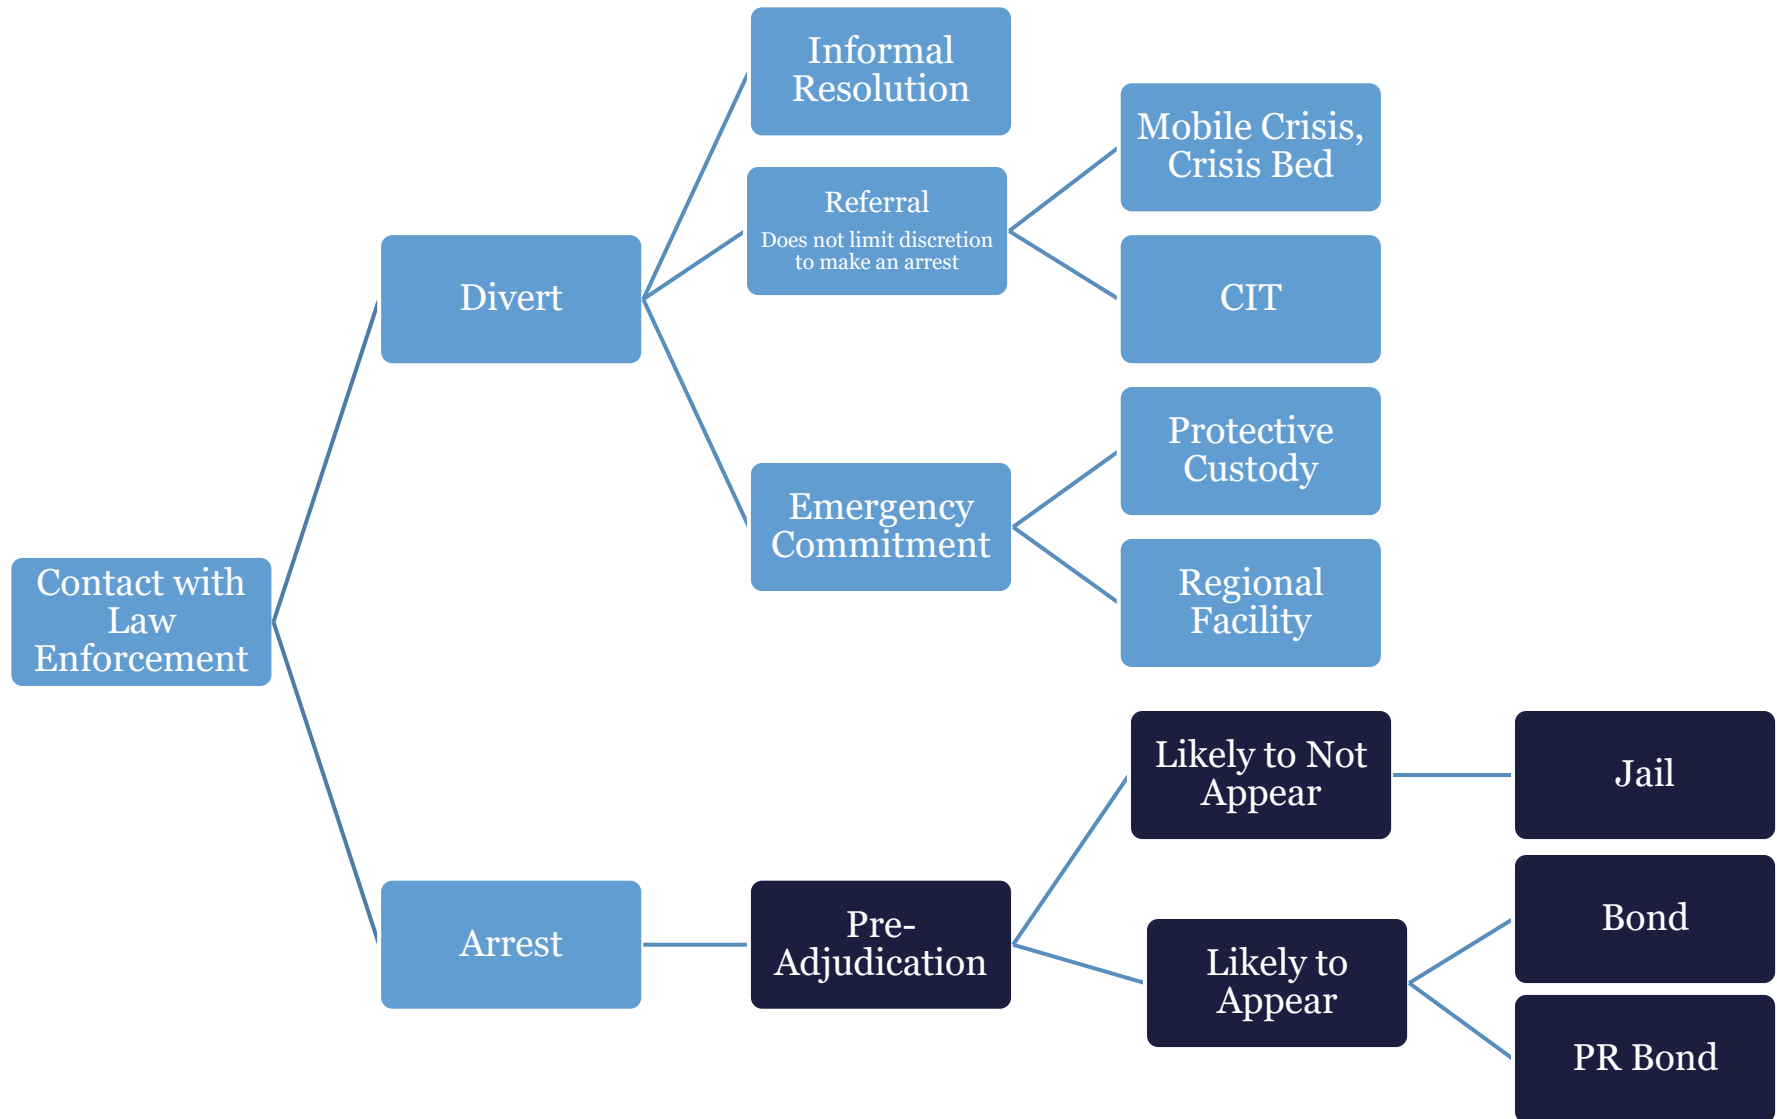 Contact with
Law
Enforcement
Divert
Informal
Resolution
Referral
Does not limit discretion
to make an arrest
Mobile Crisis,
Crisis Bed
CIT
Emergency
Commitment
Protective
Custody
Regional
Facility
Arrest
Pre-
Adjudication
Likely to Not
Appear
Jail
Likely to
Appear
Bond
PR Bond